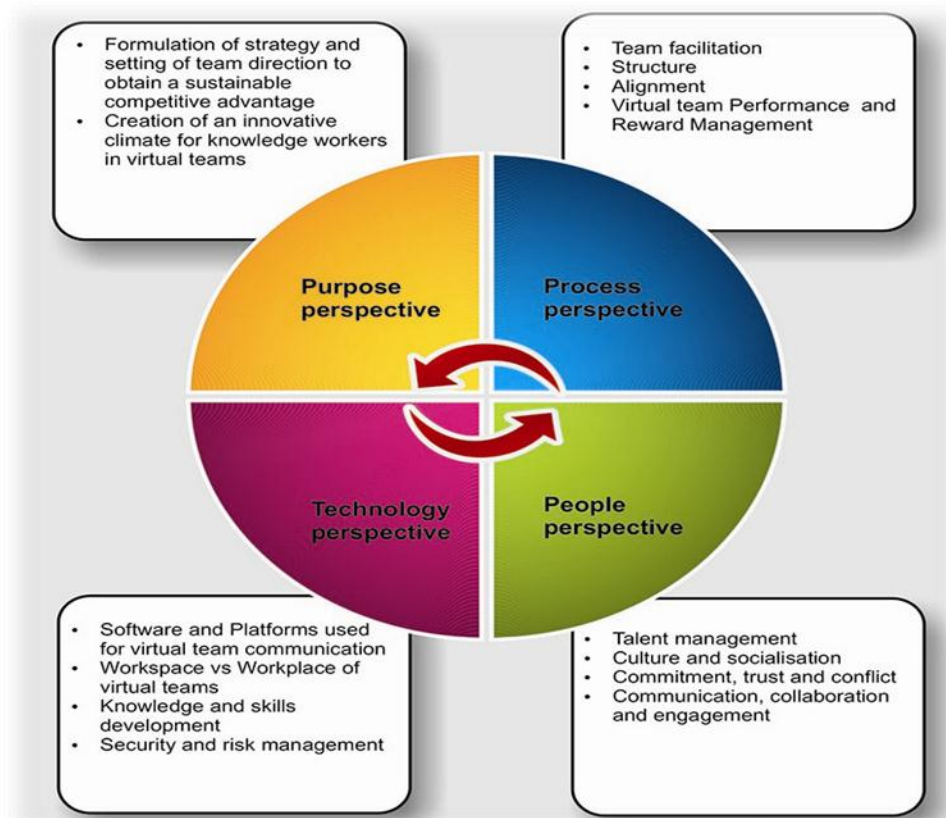 • Formulation of strategy and
setting of team direction to
obtain a sustainable
competitive advantage
• Creation of an innovative
climate for knowledge workers
in virtual teams
• Team facilitation
• Structure
• Alignment
• Virtual team Performance and
Reward Management
Purpose
perspective
Process
perspective
Technology
perspective
People
perspective
• Software and Platforms used
for virtual team communication
• Workspace vs Workplace of
virtual teams
• Knowledge and skills
development
• Security and risk management
• Talent management
• Culture and socialisation
• Commitment, trust and conflict
• Communication, collaboration
and engagement